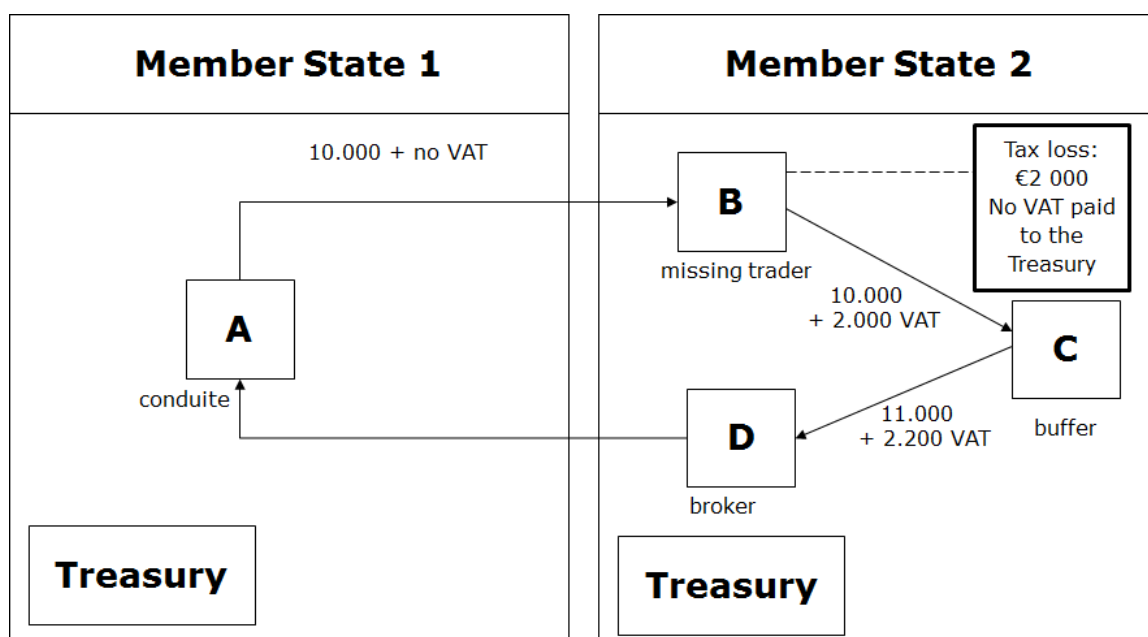 Member State 1
Member State 2
10.000 + no VAT
Tax loss:
€2 000
No VAT paid
to the
Treasury
B
missing trader
10.000
+ 2.000 VAT
A
conduite
C
buffer
11.000
+ 2.200 VAT
D
broker
Treasury
Treasury